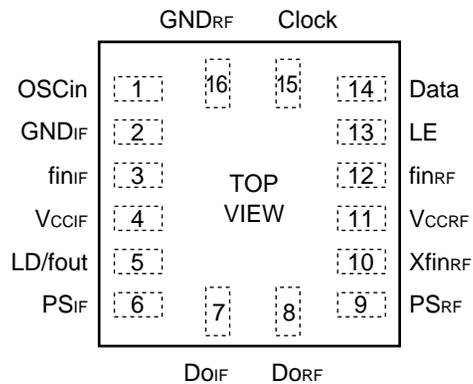 GNDRF Clock
16 15
OSCin 1 14 Data
GNDIF 2 13 LE
finIF 3 12 finRF
TOP
VIEW
VCCIF 4 11 VCCRF
LD/fout 5 10 XfinRF
PSIF 6 7 8 9 PSRF
DoIF DoRF